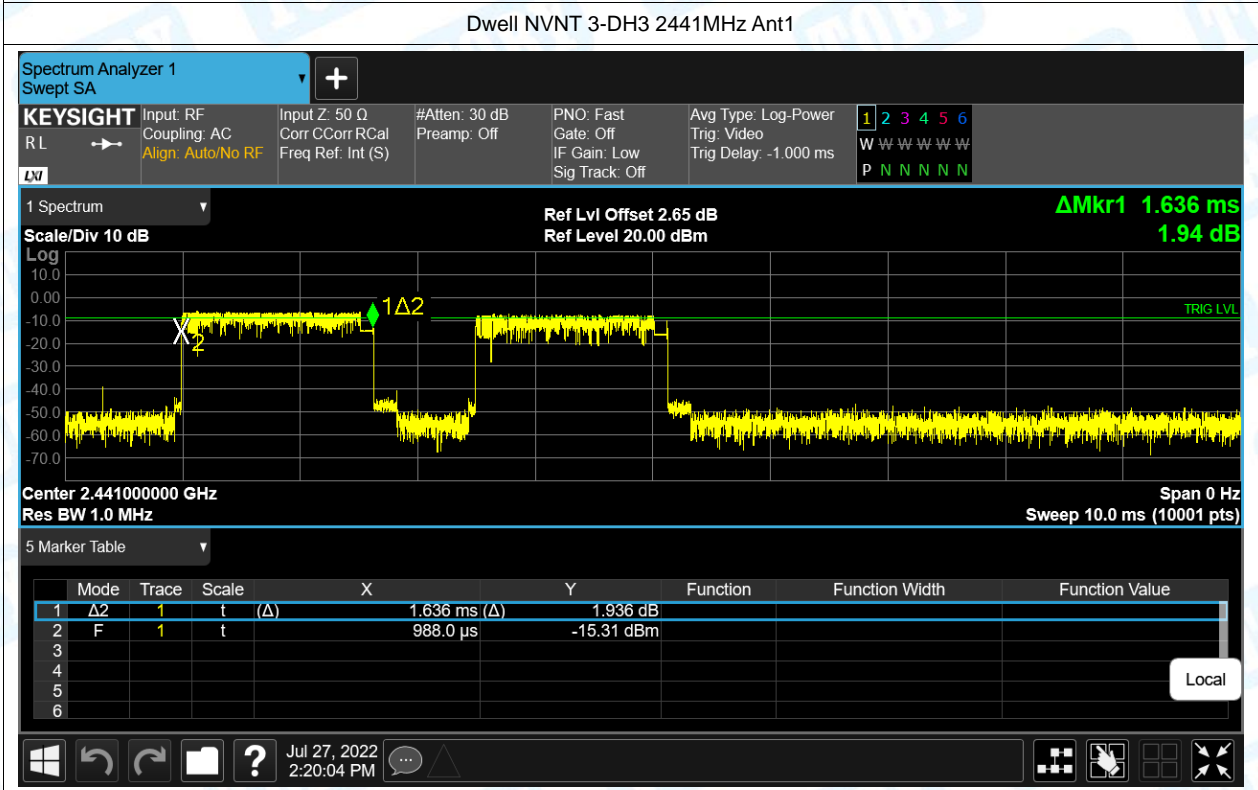 Dwell NVNT 3-DH3 2441MHz Ant1
Spectrum Analyzer 1
Swept SA
KEYSIGHT Input: RF Input Z: 50 Ω #Atten: 30 dB PNO: Fast Avg Type: Log-Power 1 2 3 4 5 6
R L Coupling: AC Corr CCorr RCal Preamp: Off Gate: Off Trig: Video W W W W W W
Align: Auto/No RF Freq Ref: Int (S) IF Gain: Low Trig Delay: -1.000 ms
LXI Sig Track: Off P N N N N N
1 Spectrum Ref Lvl Offset 2.65 dB ΔMkr1 1.636 ms
Scale/Div 10 dB Ref Level 20.00 dBm 1.94 dB
Log
10.0
0.00 1Δ2 TRIG LVL
-10.0
-20.0 2
-30.0
-40.0
-50.0
-60.0
-70.0
Center 2.441000000 GHz Span 0 Hz
Res BW 1.0 MHz Sweep 10.0 ms (10001 pts)
5 Marker Table
Mode Trace Scale X Y Function Function Width Function Value
1 Δ2 1 t (Δ) 1.636 ms (Δ) 1.936 dB
2 F 1 t 988.0 µs -15.31 dBm
3
4
5
6
Local
? Jul 27, 2022
2:20:04 PM